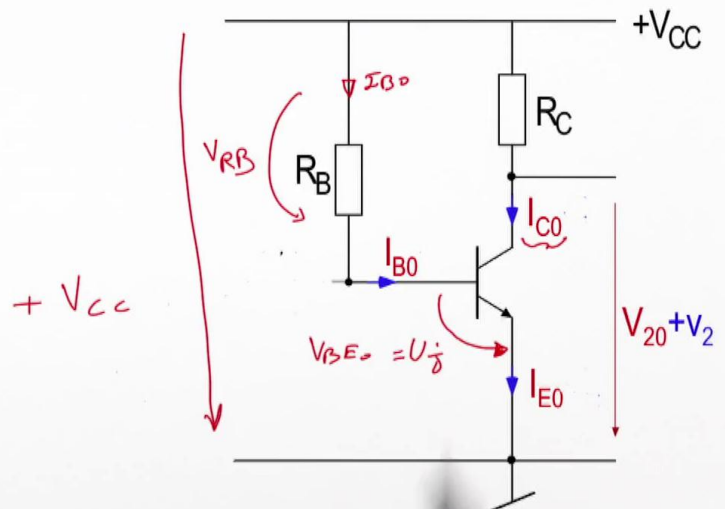 +VCC
IB0
RC
VRB
RB
IC0
IB0
+ Vcc
V20+v2
VBE0 = Uj
IE0